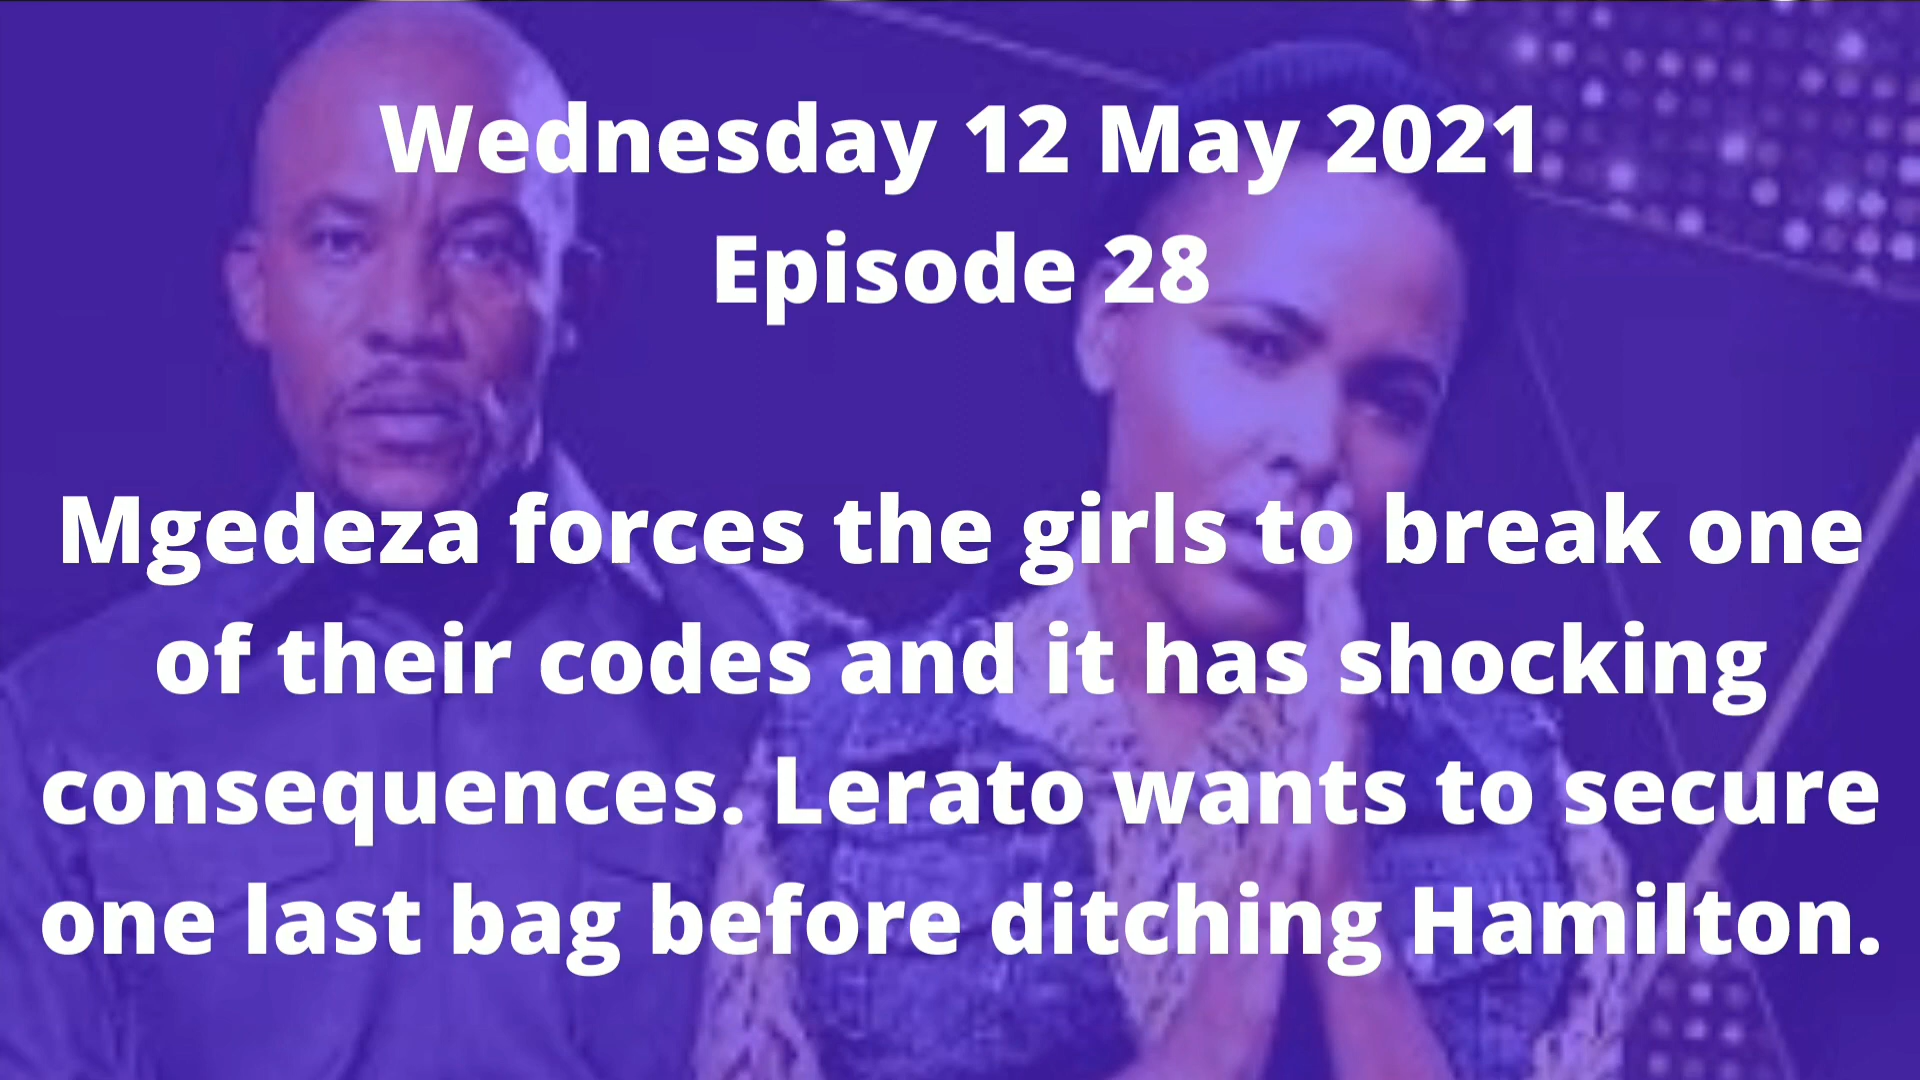 Wednesday 12 May 2021
Episode 28
Mgedeza forces the girls to break one
of their codes and it has shocking
consequences. Lerato wants to secure
one last bag before ditching Hamilton.